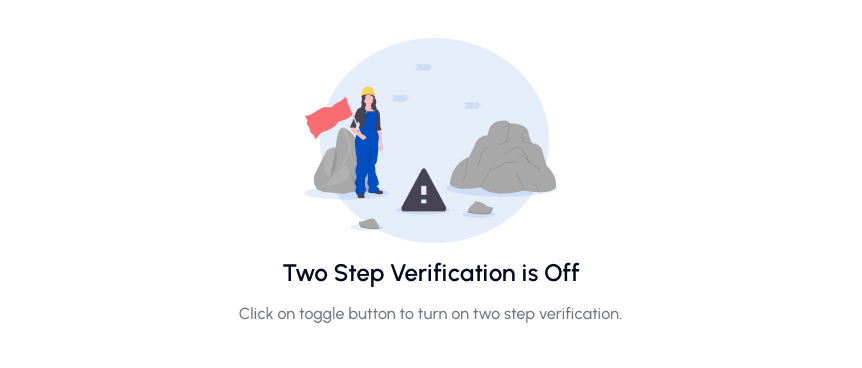 Two Step Verification is Off
Click on toggle button to turn on two step verification.